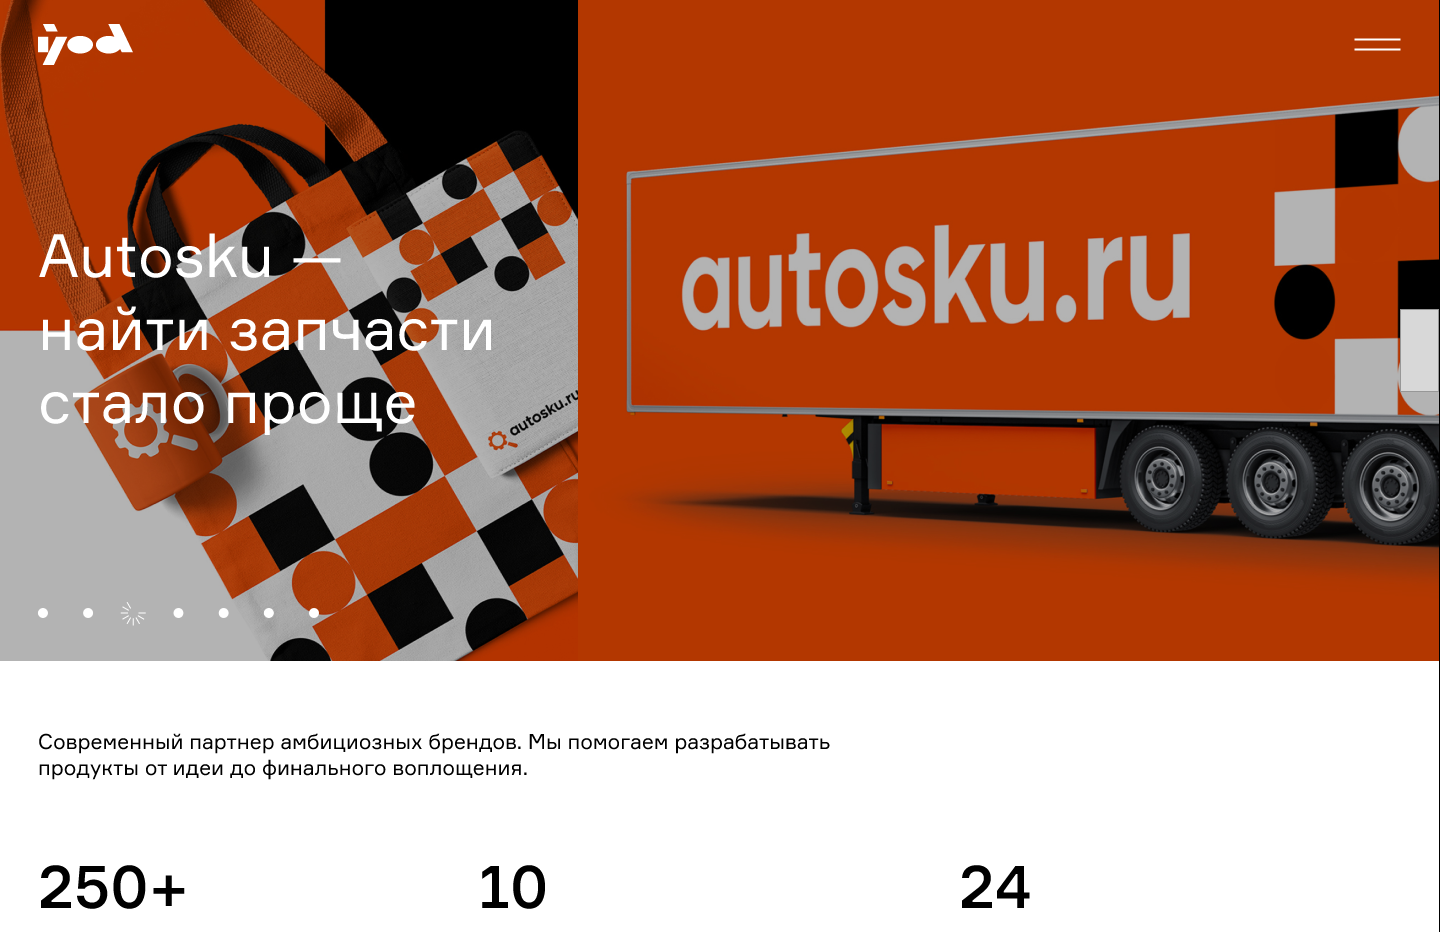 yod
Autosku —
найти запчасти
стало проще
autosku.ru
autosku.ru
Современный партнер амбициозных брендов. Мы помогаем разрабатывать
продукты от идеи до финального воплощения.
250+
10
24